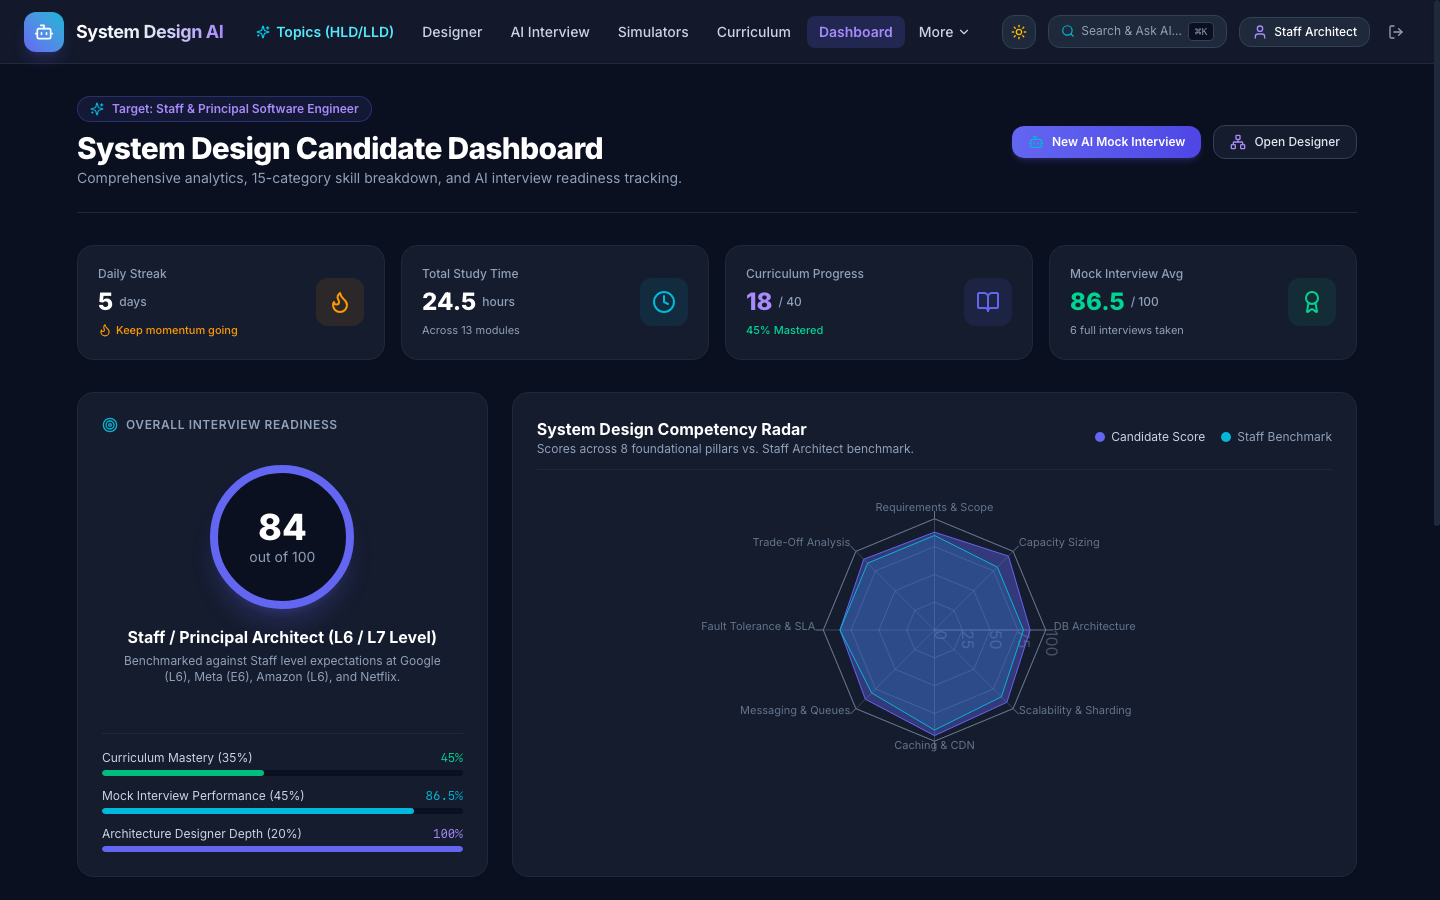 System Design AI
Topics (HLD/LLD)
Designer
AI Interview
Simulators
Curriculum
Dashboard
More
Search & Ask AI...
⌘K
Staff Architect
Target: Staff & Principal Software Engineer
System Design Candidate Dashboard
Comprehensive analytics, 15-category skill breakdown, and AI interview readiness tracking.
New AI Mock Interview
Open Designer
Daily Streak
5 days
Keep momentum going
Total Study Time
24.5 hours
Across 13 modules
Curriculum Progress
18 / 40
45% Mastered
Mock Interview Avg
86.5 / 100
6 full interviews taken
OVERALL INTERVIEW READINESS
84
out of 100
Staff / Principal Architect (L6 / L7 Level)
Benchmarked against Staff level expectations at Google
(L6), Meta (E6), Amazon (L6), and Netflix.
Curriculum Mastery (35%) 45%
Mock Interview Performance (45%) 86.5%
Architecture Designer Depth (20%) 100%
System Design Competency Radar
Scores across 8 foundational pillars vs. Staff Architect benchmark.
Candidate Score
Staff Benchmark
Requirements & Scope
Trade-Off Analysis
Capacity Sizing
Fault Tolerance & SLA
DB Architecture
0
25
50
75
100
Messaging & Queues
Scalability & Sharding
Caching & CDN